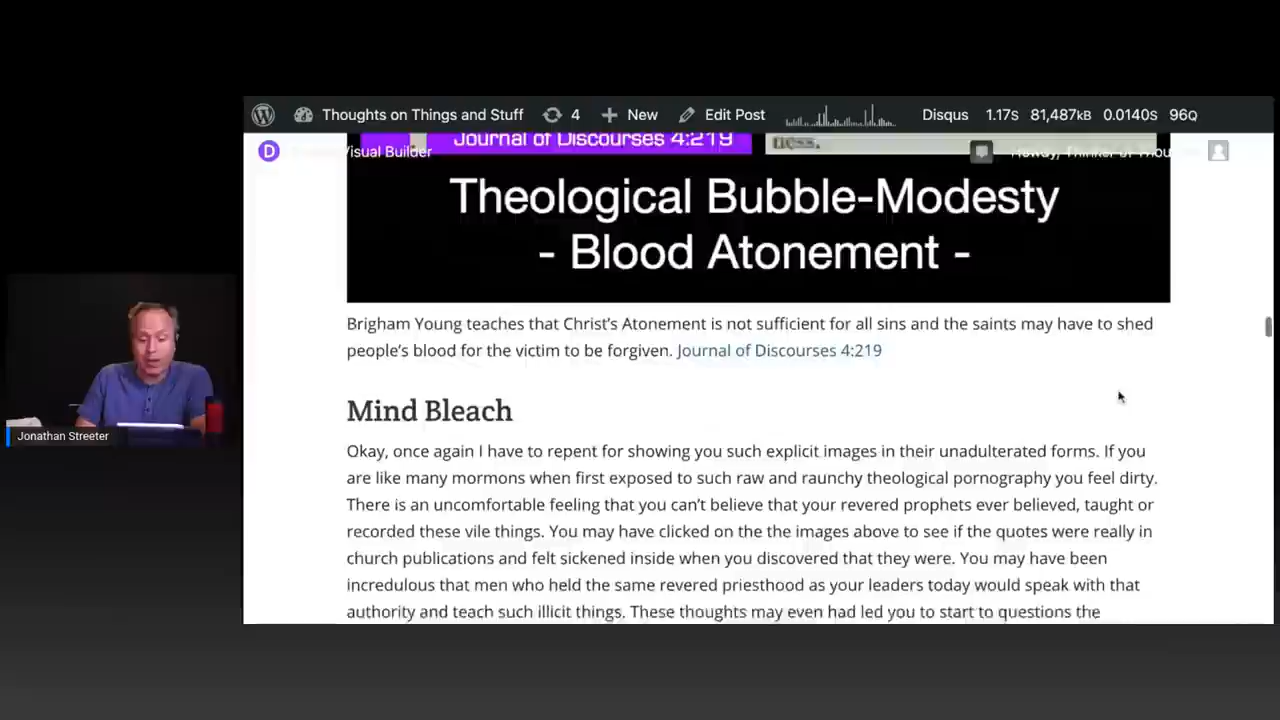 Thoughts on Things and Stuff 4 New Edit Post Disqus 1.17s 81,487kB 0.0140s 96Q
Journal of Discourses 4:219
D Visual Builder
Theological Bubble-Modesty
- Blood Atonement -
Brigham Young teaches that Christ's Atonement is not sufficient for all sins and the saints may have to shed
people's blood for the victim to be forgiven. Journal of Discourses 4:219
Mind Bleach
Okay, once again I have to repent for showing you such explicit images in their unadulterated forms. If you
are like many mormons when first exposed to such raw and raunchy theological pornography you feel dirty.
There is an uncomfortable feeling that you can't believe that your revered prophets ever believed, taught or
recorded these vile things. You may have clicked on the the images above to see if the quotes were really in
church publications and felt sickened inside when you discovered that they were. You may have been
incredulous that men who held the same revered priesthood as your leaders today would speak with that
authority and teach such illicit things. These thoughts may even had led you to start to questions the
Jonathan Streeter